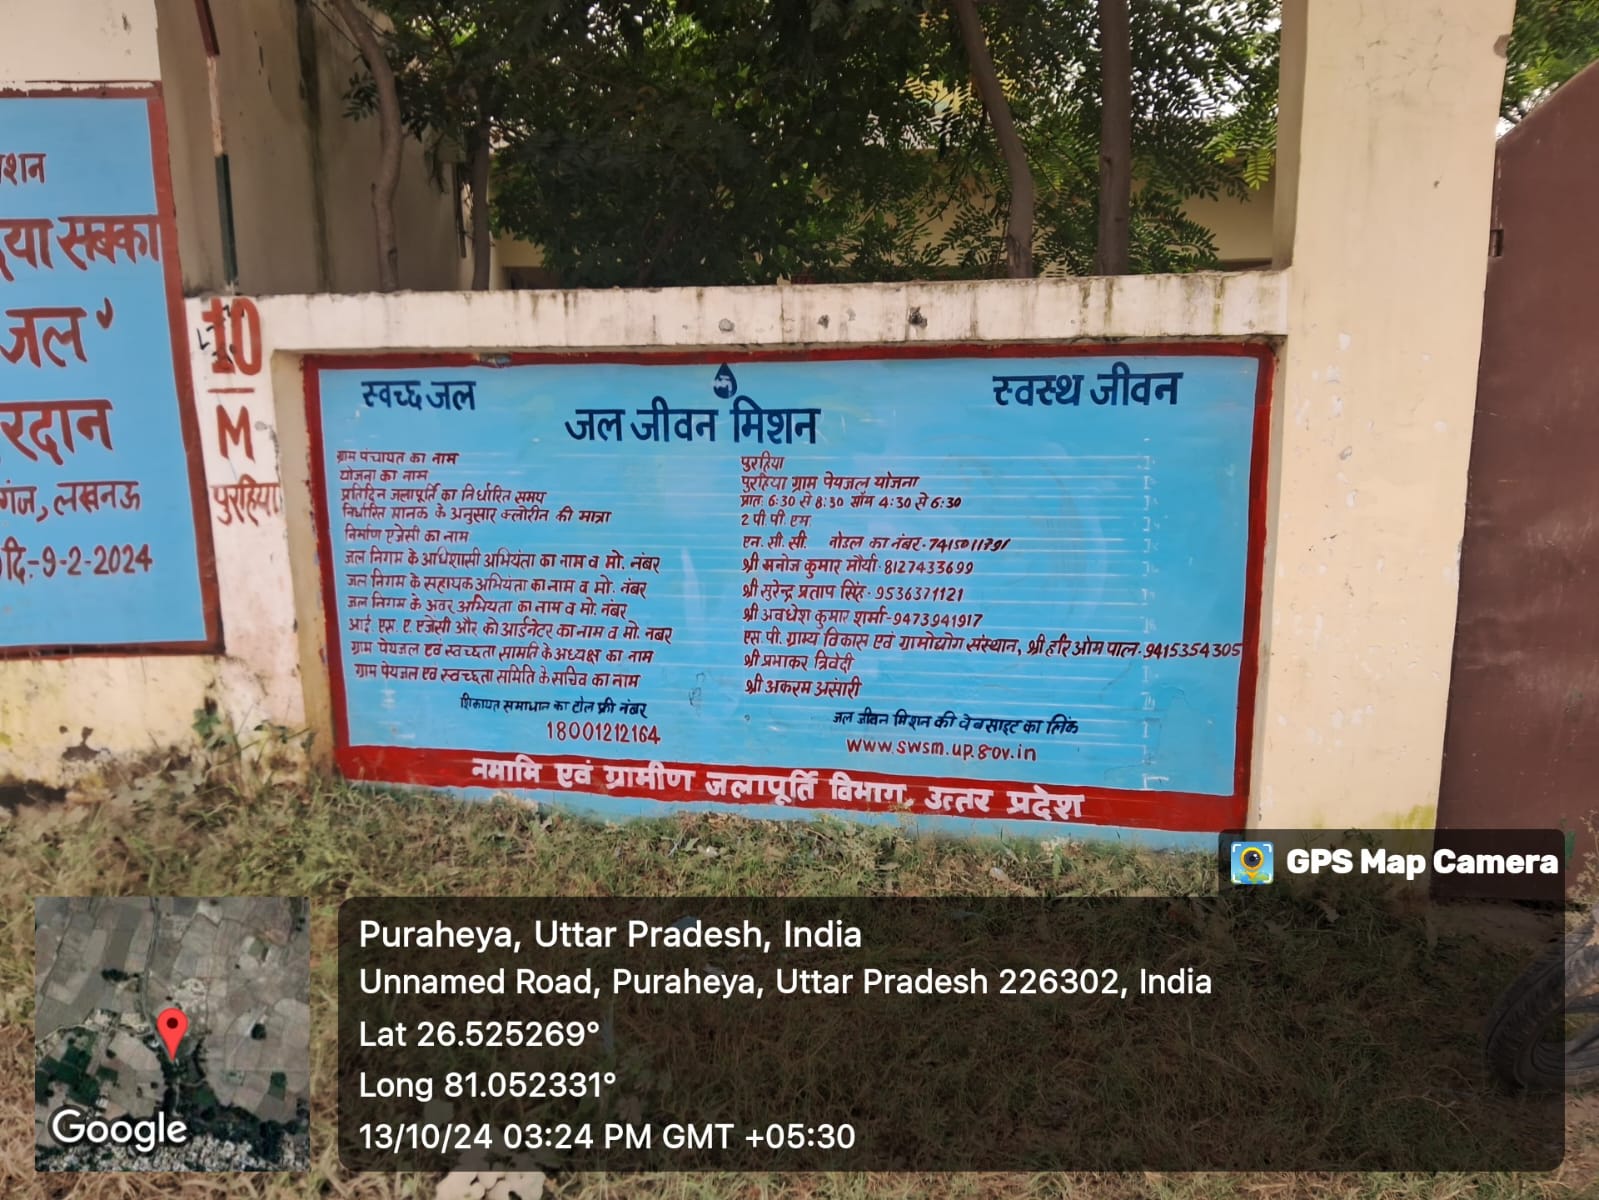 शन
या सक्का
जल'
रदान
गंज, लखनऊ
दि.-9-2-2024
10
M
पुरहिया
स्वच्छ जल
स्वस्थ जीवन
जल जीवन मिशन
ग्राम पंचायत का नाम पुरहिया
योजना का नाम पुरहिया ग्राम पेयजल योजना
प्रतिदिन जलापूर्ति का निर्धारित समय प्रातः 6:30 से 8:30 सॉय 4:30 से 6:30
निर्धारित मानक के अनुसार क्लोरीन की मात्रा 2 पी.पी.एम.
निर्माण एजेंसी का नाम एन.सी.सी. नोडल का नंबर-7415011791
जल निगम के अधिशासी अभियंता का नाम व मो. नंबर श्री मनोज कुमार मौर्या-8127433699
जल निगम के सहायक अभियंता का नाम व मो. नंबर श्री सुरेन्द्र प्रताप सिंह-9536371121
जल निगम के अवर अभियंता का नाम व मो. नंबर श्री अवधेश कुमार शर्मा-9473941917
आई. एस. ए. एजेंसी और को आर्डनेटर का नाम व मो. नंबर एस.पी. ग्राम्य विकास एवं ग्रामोद्योग संस्थान, श्री हरि ओम पाल-9415354305
ग्राम पेयजल एवं स्वच्छता समिति के अध्यक्ष का नाम श्री प्रभाकर त्रिवेदी
ग्राम पेयजल एवं स्वच्छता समिति के सचिव का नाम श्री अकरम अंसारी
शिकायत समाधान का टोल फ्री नंबर
18001212164
जल जीवन मिशन की वेबसाइट का लिंक
www.swsm.up.gov.in
नमामि एवं ग्रामीण जलापूर्ति विभाग, उत्तर प्रदेश
GPS Map Camera
Puraheya, Uttar Pradesh, India
Unnamed Road, Puraheya, Uttar Pradesh 226302, India
Lat 26.525269°
Long 81.052331°
13/10/24 03:24 PM GMT +05:30
Google